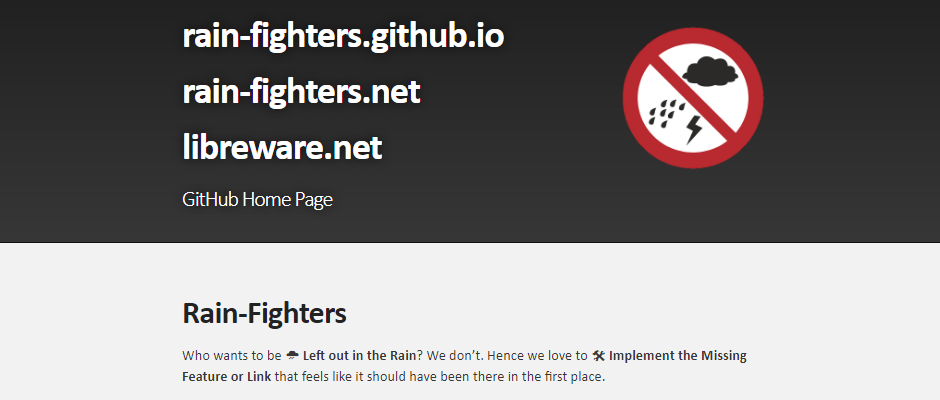 rain-fighters.github.io
rain-fighters.net
libreware.net
GitHub Home Page
Rain-Fighters
Who wants to be 🌧 Left out in the Rain? We don’t. Hence we love to 🛠 Implement the Missing
Feature or Link that feels like it should have been there in the first place.